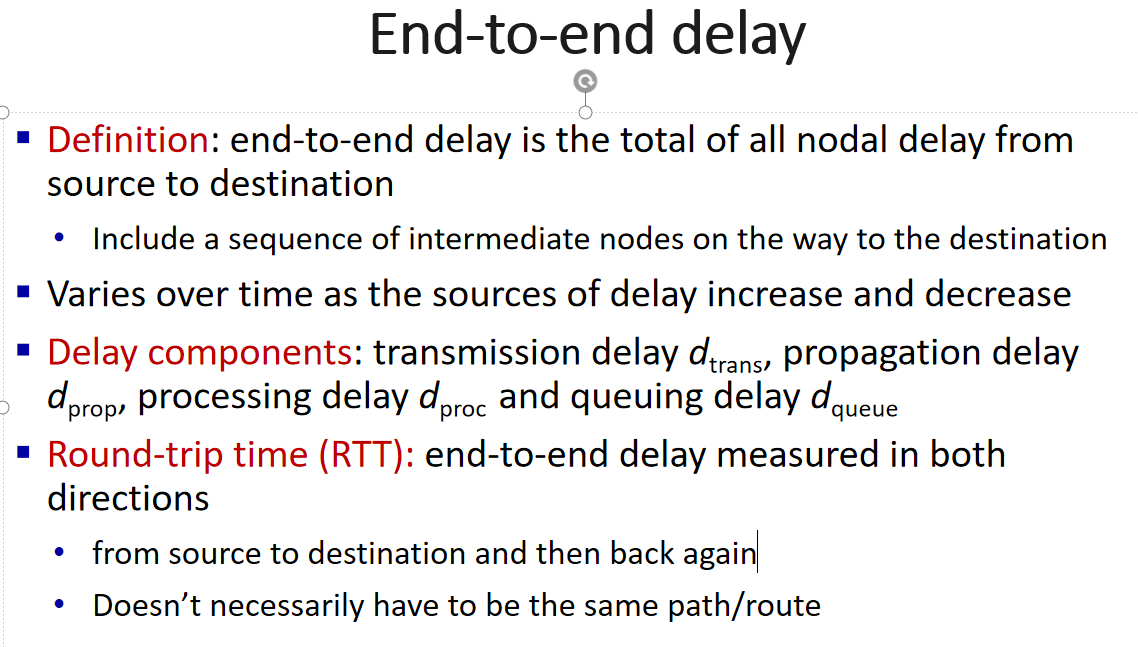 End-to-end delay
▪ Definition: end-to-end delay is the total of all nodal delay from
source to destination
• Include a sequence of intermediate nodes on the way to the destination
▪ Varies over time as the sources of delay increase and decrease
▪ Delay components: transmission delay dtrans, propagation delay
dprop, processing delay dproc and queuing delay dqueue
▪ Round-trip time (RTT): end-to-end delay measured in both
directions
• from source to destination and then back again
• Doesn’t necessarily have to be the same path/route